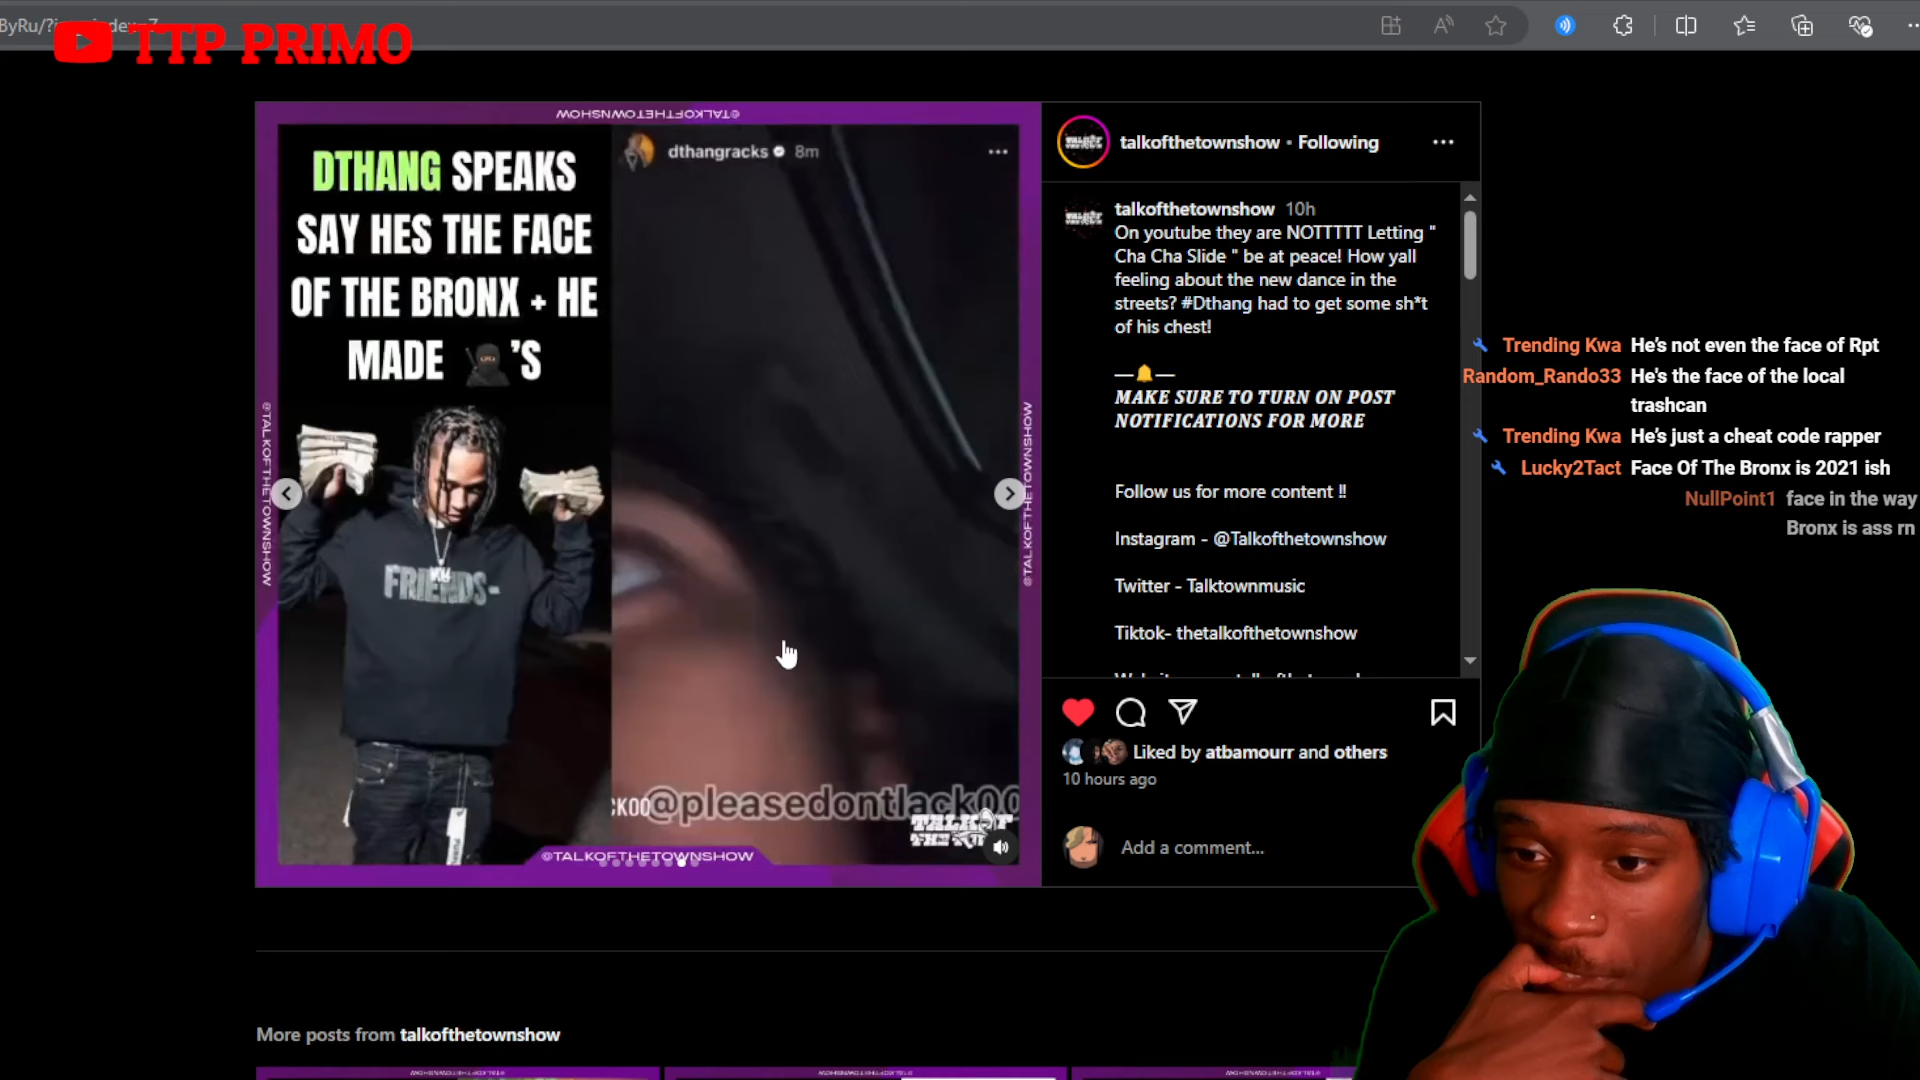 TTP PRIMO
@TALKOFTHETOWNSHOW
DTHANG SPEAKS
SAY HES THE FACE
OF THE BRONX + HE
MADE 🥷'S
FRIENDS-
dthangracks 8m
@pleasedontlack00
TALK OF
@TALKOFTHETOWNSHOW
@TALKOFTHETOWNSHOW
@TALKOFTHETOWNSHOW
talkofthetownshow • Following
talkofthetownshow 10h
On youtube they are NOTTTTT Letting "
Cha Cha Slide " be at peace! How yall
feeling about the new dance in the
streets? #Dthang had to get some sh*t
of his chest!
—🔔—
MAKE SURE TO TURN ON POST
NOTIFICATIONS FOR MORE
Follow us for more content ‼
Instagram - @Talkofthetownshow
Twitter - Talktownmusic
Tiktok- thetalkofthetownshow
Liked by atbamourr and others
10 hours ago
Add a comment...
Trending Kwa He's not even the face of Rpt
Random_Rando33 He's the face of the local
trashcan
Trending Kwa He's just a cheat code rapper
Lucky2Tact Face Of The Bronx is 2021 ish
NullPoint1 face in the way
Bronx is ass rn
More posts from talkofthetownshow